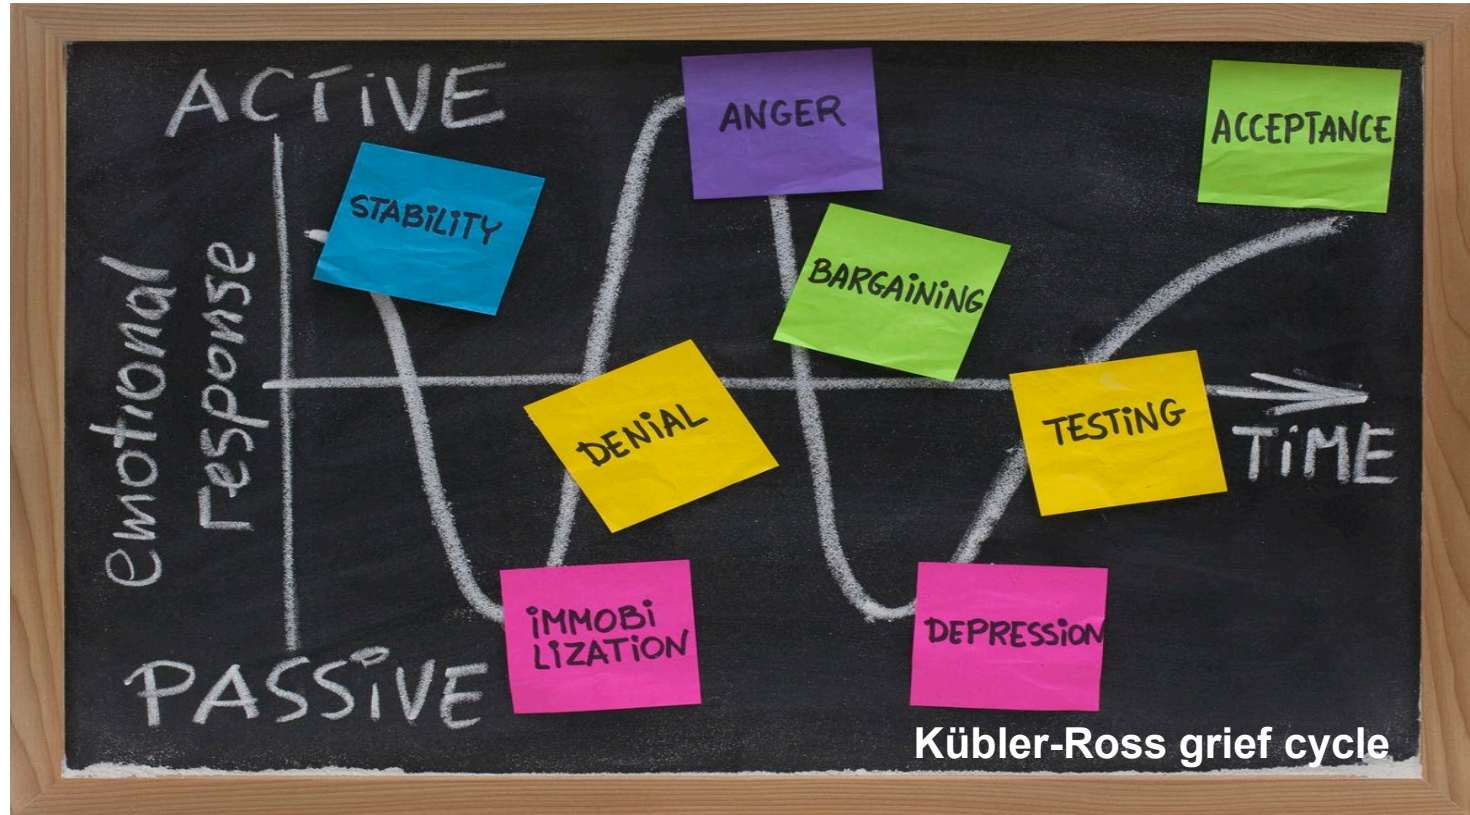 ACTiVE
STABiLiTY
ANGER
ACCEPTANCE
BARGAiNiNG
emotional
response
DENiAL
TESTiNG
TiME
iMMOBi
LiZATiON
DEPRESSiON
PASSiVE
Kübler-Ross grief cycle